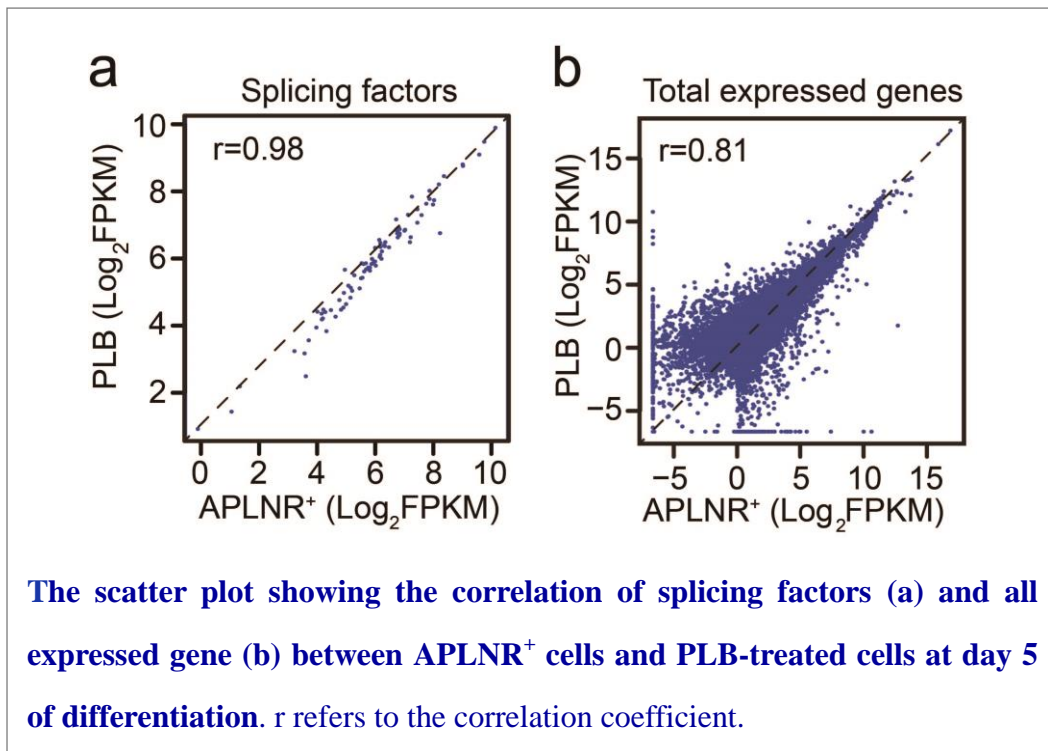 a
Splicing factors
r=0.98
PLB (Log₂FPKM)
10
8
6
4
2
0 2 4 6 8 10
APLNR⁺ (Log₂FPKM)
b
Total expressed genes
r=0.81
PLB (Log₂FPKM)
15
10
5
0
−5
−5 0 5 10 15
APLNR⁺ (Log₂FPKM)
The scatter plot showing the correlation of splicing factors (a) and all
expressed gene (b) between APLNR⁺ cells and PLB-treated cells at day 5
of differentiation. r refers to the correlation coefficient.